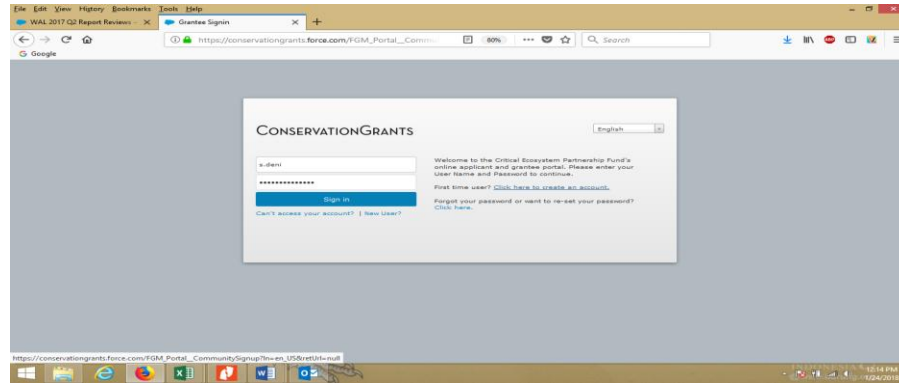 File Edit View History Bookmarks Tools Help
WAL 2017 Q2 Report Reviews -
Grantee Signin
https://conservationgrants.force.com/FGM_Portal__Comm
80%
Search
Google
CONSERVATIONGRANTS
English
s.deni
Sign in
Can't access your account? | New User?
Welcome to the Critical Ecosystem Partnership Fund's
online applicant and grantee portal. Please enter your
User Name and Password to continue.
First time user? Click here to create an account.
Forgot your password or want to re-set your password?
Click here.
https://conservationgrants.force.com/FGM_Portal__CommunitySignup?ln=en_US&retUrl=null
12:14 PM
1/24/2018